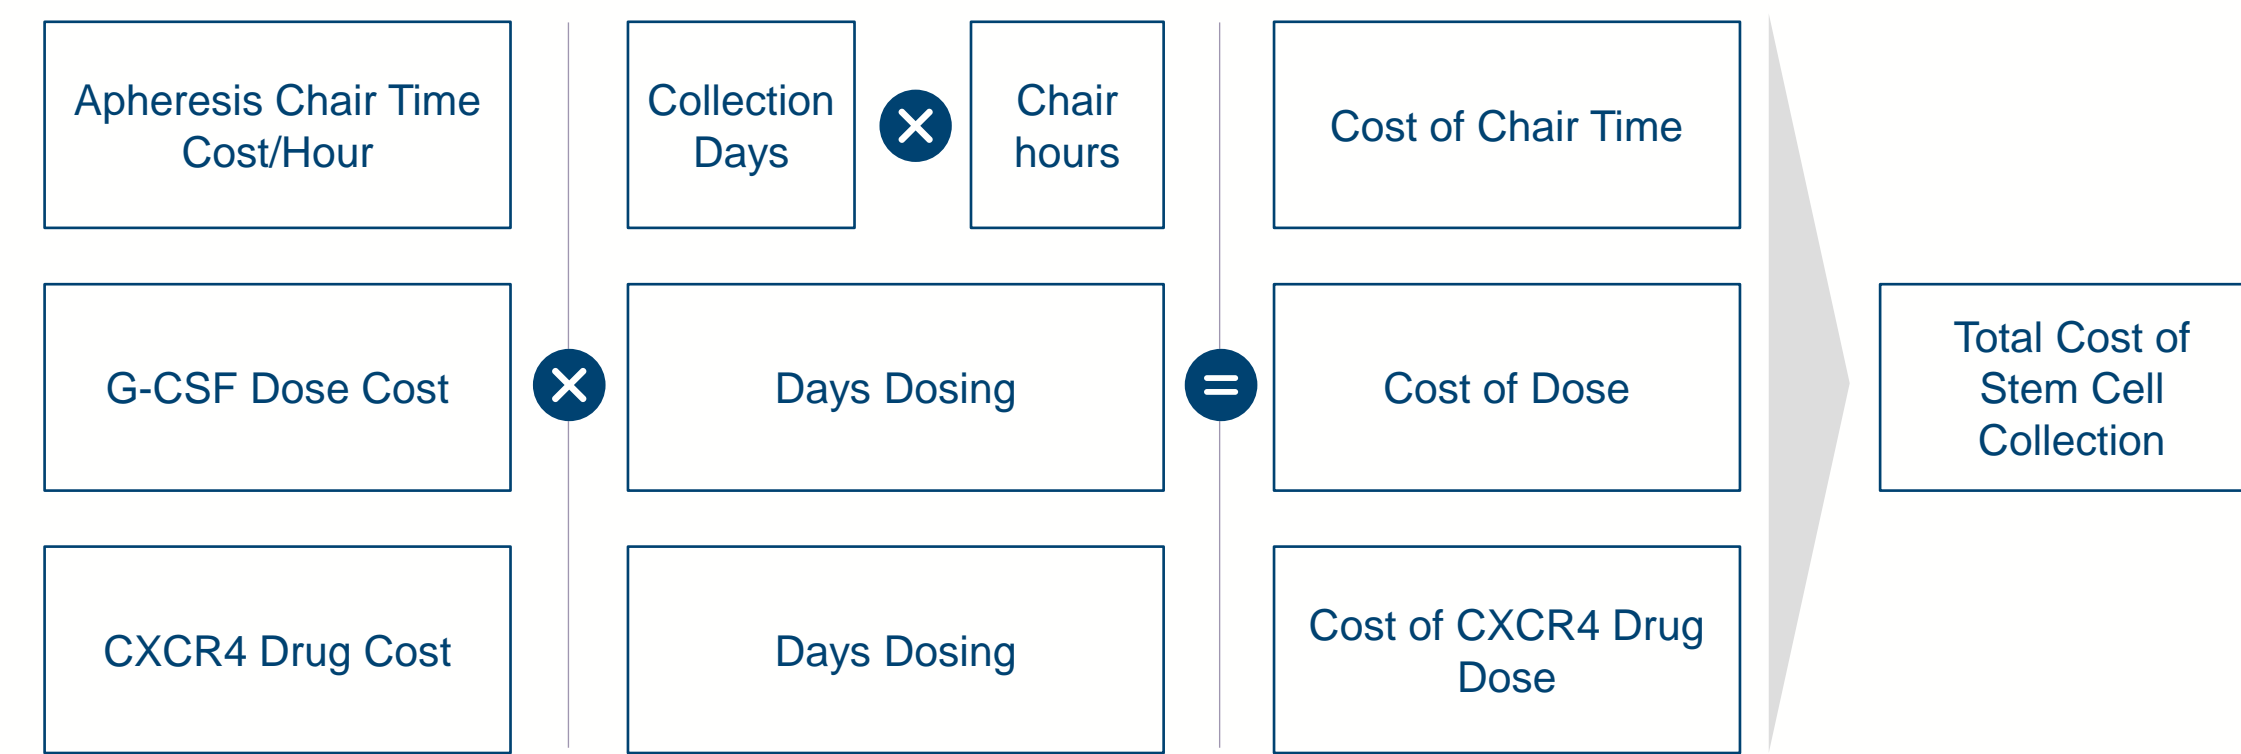 Apheresis Chair Time
Cost/Hour
Collection
Days
Chair
hours
Cost of Chair Time
G-CSF Dose Cost
Days Dosing
Cost of Dose
Total Cost of
Stem Cell
Collection
CXCR4 Drug Cost
Days Dosing
Cost of CXCR4 Drug
Dose